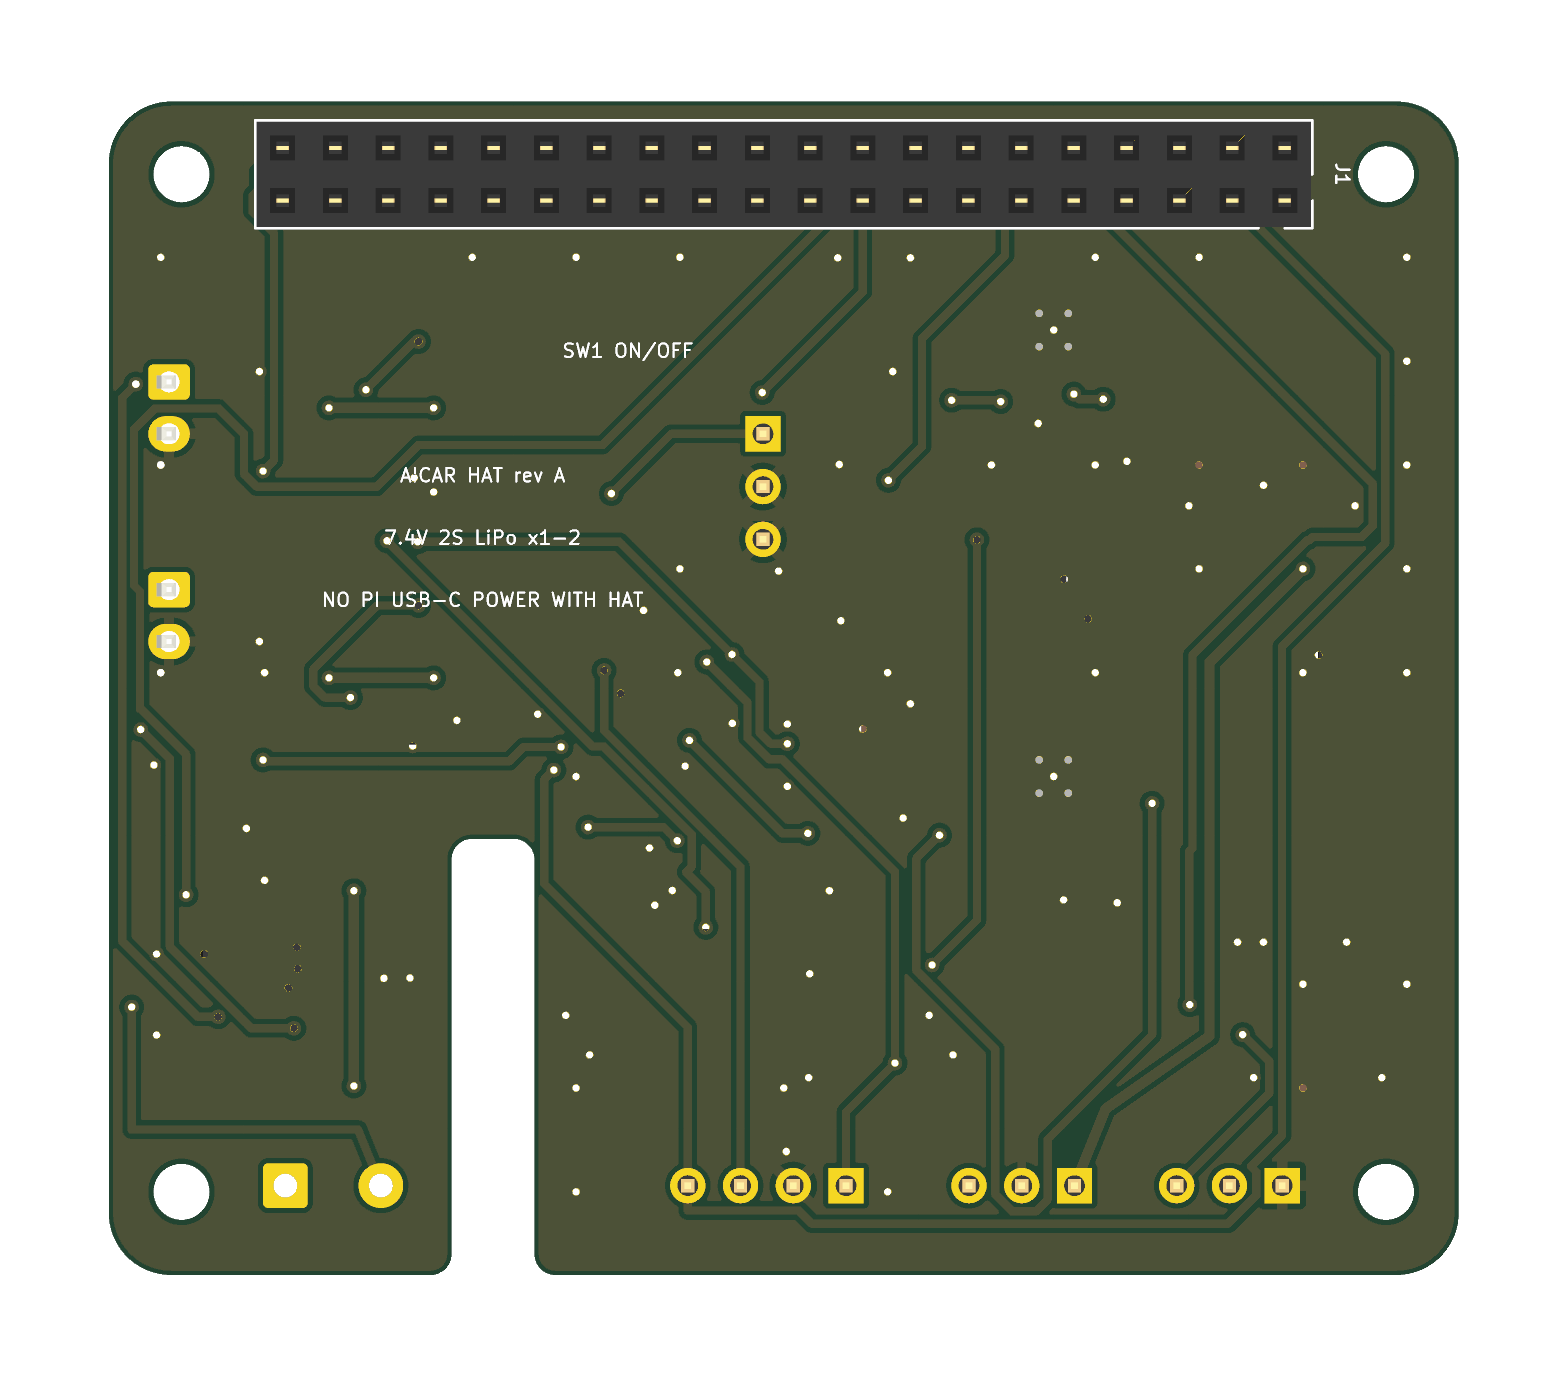 J1
SW1 ON/OFF
AICAR HAT rev A
7.4V 2S LiPo x1-2
NO PI USB-C POWER WITH HAT